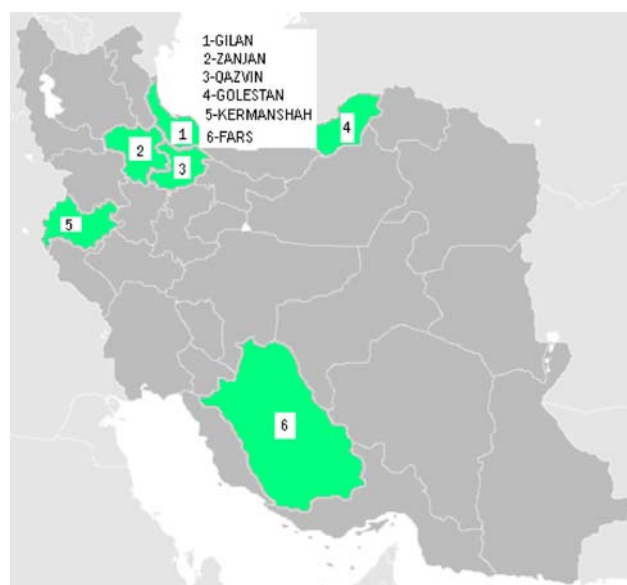 1-GILAN
2-ZANJAN
3-QAZVIN
4-GOLESTAN
5-KERMANSHAH
6-FARS
1
4
2
3
5
6